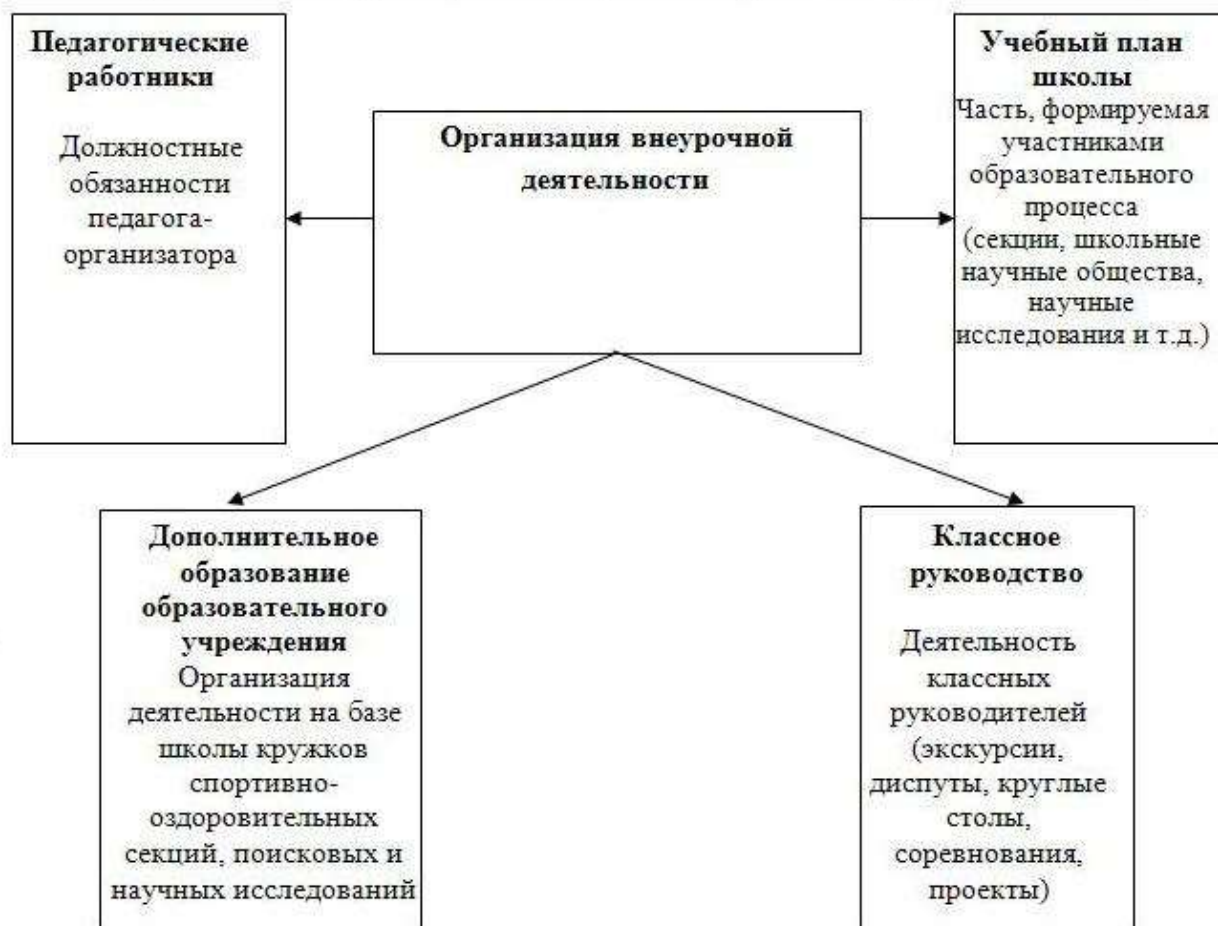 Педагогические
работники
Должностные
обязанности
педагога-
организатора
Организация внеурочной
деятельности
Учебный план
школы
Часть, формируемая
участниками
образовательного
процесса
(секции, школьные
научные общества,
научные
исследования и т.д.)
Дополнительное
образование
образовательного
учреждения
Организация
деятельности на базе
школы кружков
спортивно-
оздоровительных
секций, поисковых и
научных исследований
Классное
руководство
Деятельность
классных
руководителей
(экскурсии,
диспуты, круглые
столы,
соревнования,
проекты)